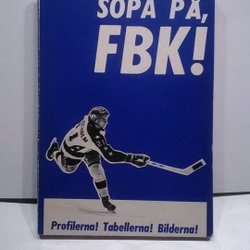 SOPA PÅ,
FBK!
Profilerna! Tabellerna! Bilderna!